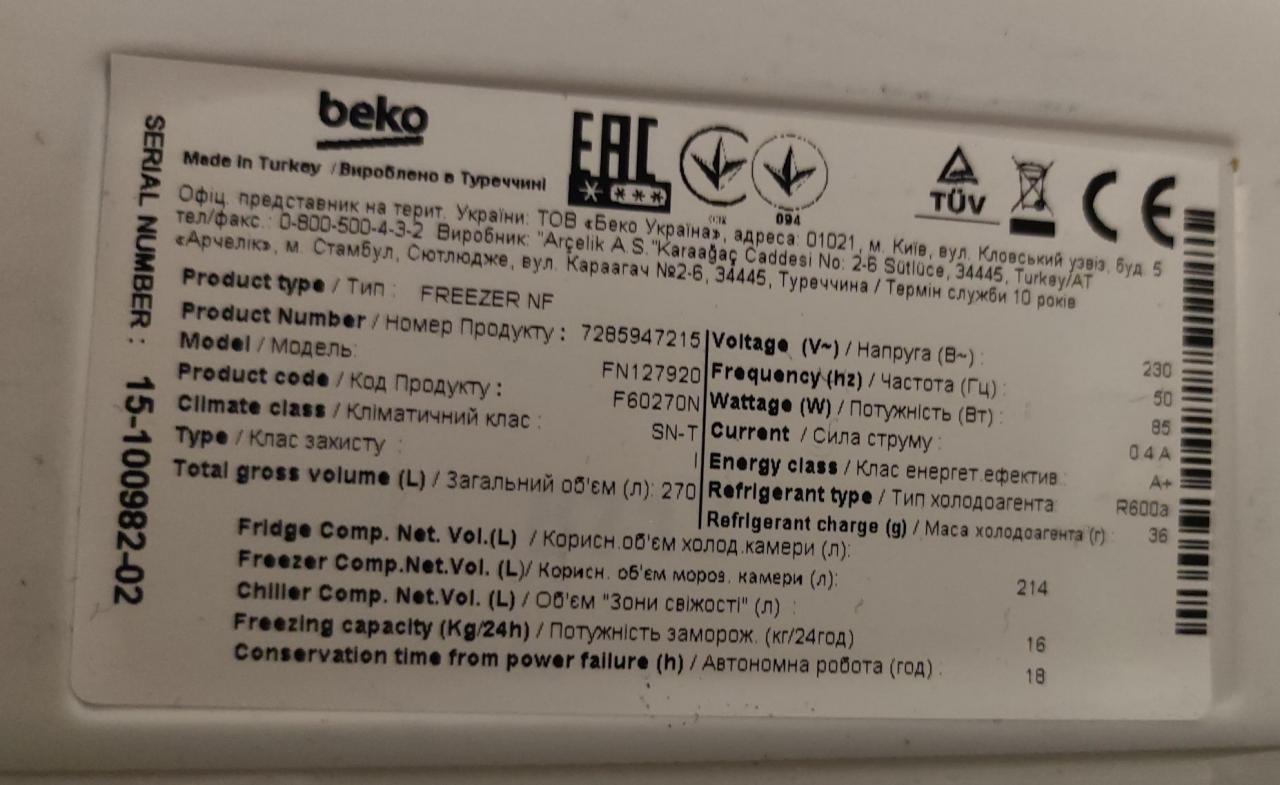 beko
Made in Turkey / Вироблено в Туреччині
EAC
094
TÜV
CE
Офіц. представник на терит. України: ТОВ «Беко Україна», адреса: 01021, м. Київ, вул. Кловський узвіз, буд. 5
тел/факс.: 0-800-500-4-3-2 Виробник: "Arçelik A.S."Karaağaç Caddesi No: 2-6 Sütlüce, 34445, Turkey/АТ
«Арчелік», м. Стамбул, Сютлюдже, вул. Караагач №2-6, 34445, Туреччина / Термін служби 10 років
Product type / Тип : FREEZER NF
Product Number / Номер Продукту : 7285947215
Model / Модель: FN127920
Product code / Код Продукту : F60270N
Climate class / Кліматичний клас : SN-T
Type / Клас захисту : I
Total gross volume (L) / Загальний об'єм (л): 270
Voltage (V~) / Напруга (В~) : 230
Frequency (hz) / Частота (Гц) : 50
Wattage (W) / Потужність (Вт) : 85
Current / Сила струму : 0.4 A
Energy class / Клас енергет.ефектив.: A+
Refrigerant type / Тип холодоагента: R600a
Refrigerant charge (g) / Маса холодоагента (г) : 36
Fridge Comp. Net. Vol.(L) / Корисн.об'єм холод.камери (л):
Freezer Comp.Net.Vol. (L)/ Корисн. об'єм мороз. камери (л): 214
Chiller Comp. Net.Vol. (L) / Об'єм "Зони свіжості" (л) :
Freezing capacity (Kg/24h) / Потужність заморож. (кг/24год) 16
Conservation time from power failure (h) / Автономна робота (год) : 18
SERIAL NUMBER : 15-100982-02